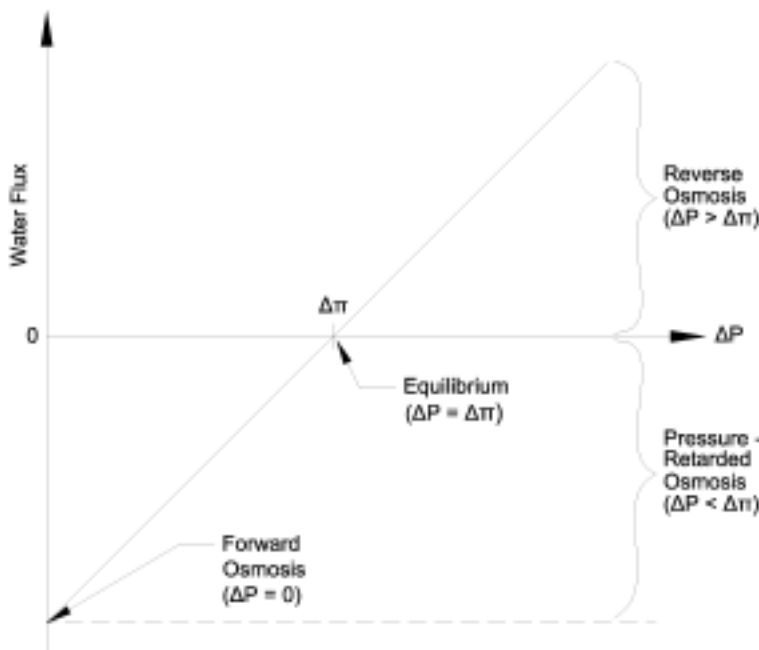 Water Flux
Reverse
Osmosis
(ΔP > Δπ)
Δπ
0
ΔP
Equilibrium
(ΔP = Δπ)
Pressure -
Retarded
Osmosis
(ΔP < Δπ)
Forward
Osmosis
(ΔP = 0)